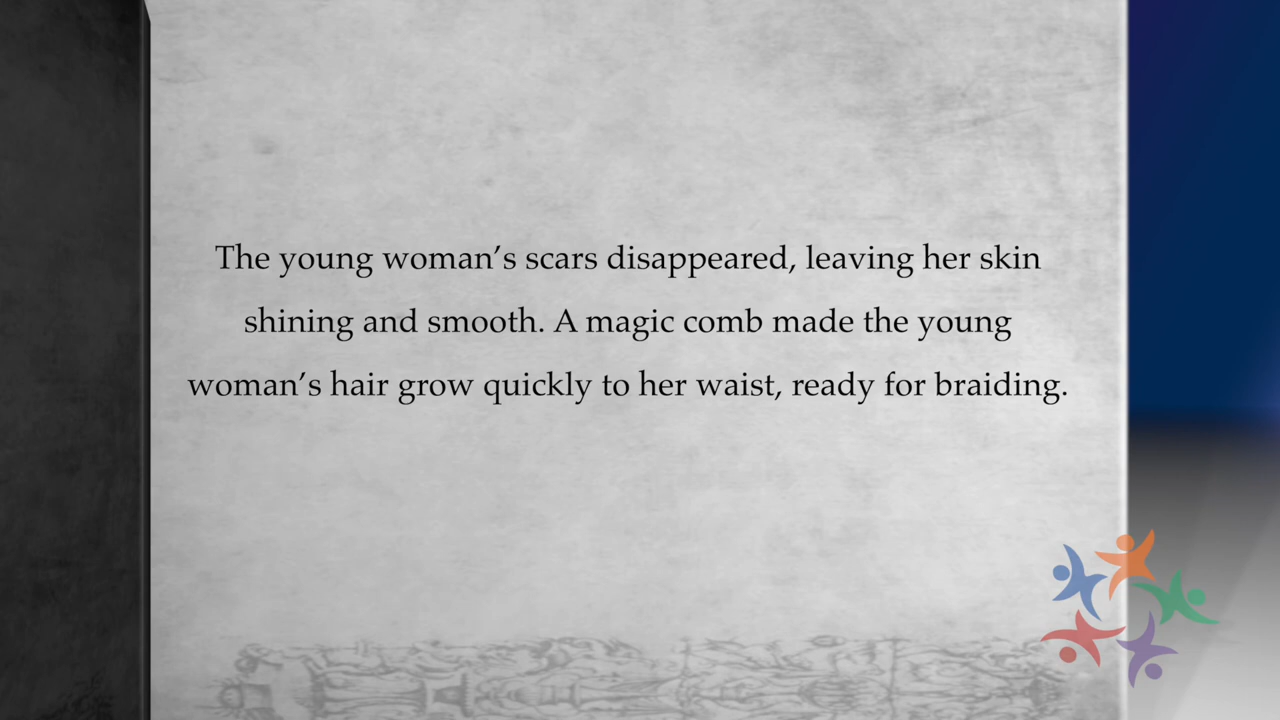 The young woman’s scars disappeared, leaving her skin
shining and smooth. A magic comb made the young
woman’s hair grow quickly to her waist, ready for braiding.